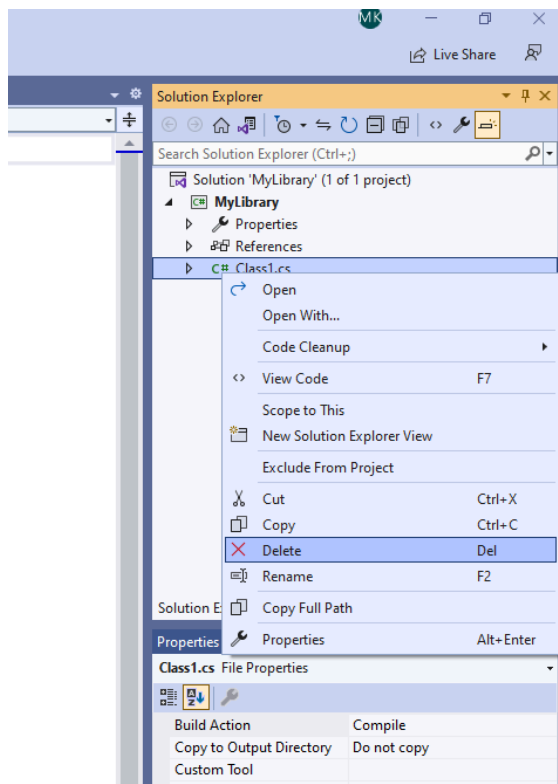 MK
Live Share
Solution Explorer
Search Solution Explorer (Ctrl+;)
Solution 'MyLibrary' (1 of 1 project)
C# MyLibrary
Properties
References
C# Class1.cs
Open
Open With...
Code Cleanup
View Code F7
Scope to This
New Solution Explorer View
Exclude From Project
Cut Ctrl+X
Copy Ctrl+C
Delete Del
Rename F2
Solution E
Copy Full Path
Properties
Properties Alt+Enter
Class1.cs File Properties
Build Action Compile
Copy to Output Directory Do not copy
Custom Tool